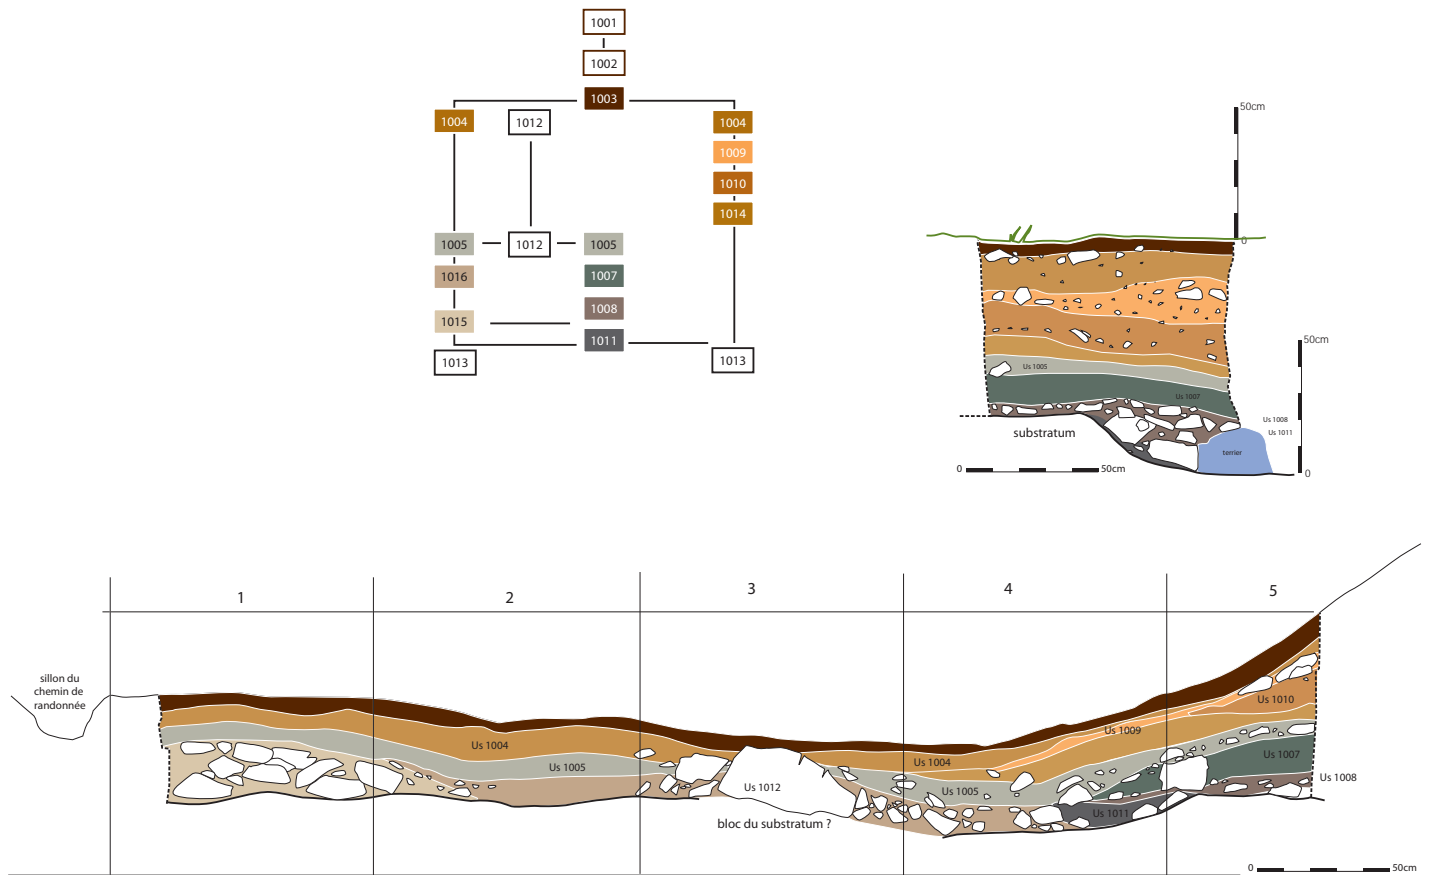 1001
1002
1003
1004
1012
1004
1009
1010
1014
1005
1012
1005
1016
1007
1015
1008
1011
1013
1013
50cm
0
Us 1005
Us 1007
Us 1008
Us 1011
substratum
terrier
0
50cm
50cm
0
1
2
3
4
5
sillon du
chemin de
randonnée
Us 1004
Us 1005
Us 1012
bloc du substratum ?
Us 1004
Us 1005
Us 1009
Us 1011
Us 1010
Us 1007
Us 1008
0
50cm